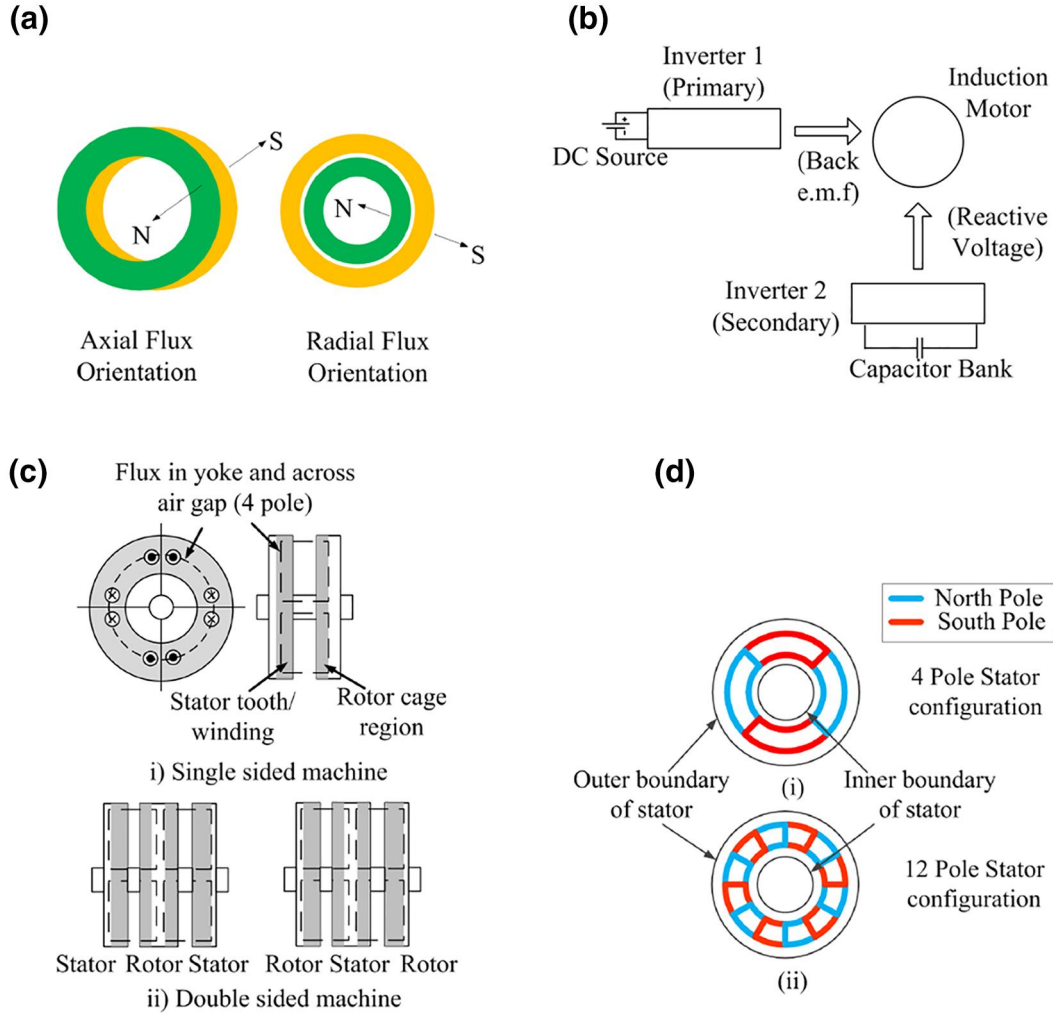 (a)
S
N
Axial Flux
Orientation
N
S
Radial Flux
Orientation
(b)
Inverter 1
(Primary)
DC Source
+
-
(Back
e.m.f)
Induction
Motor
(Reactive
Voltage)
Inverter 2
(Secondary)
Capacitor Bank
(c)
Flux in yoke and across
air gap (4 pole)
Stator tooth/
winding
Rotor cage
region
i) Single sided machine
Stator Rotor Stator
Rotor Stator Rotor
ii) Double sided machine
(d)
North Pole
South Pole
4 Pole Stator
configuration
Outer boundary
of stator
(i)
Inner boundary
of stator
12 Pole Stator
configuration
(ii)